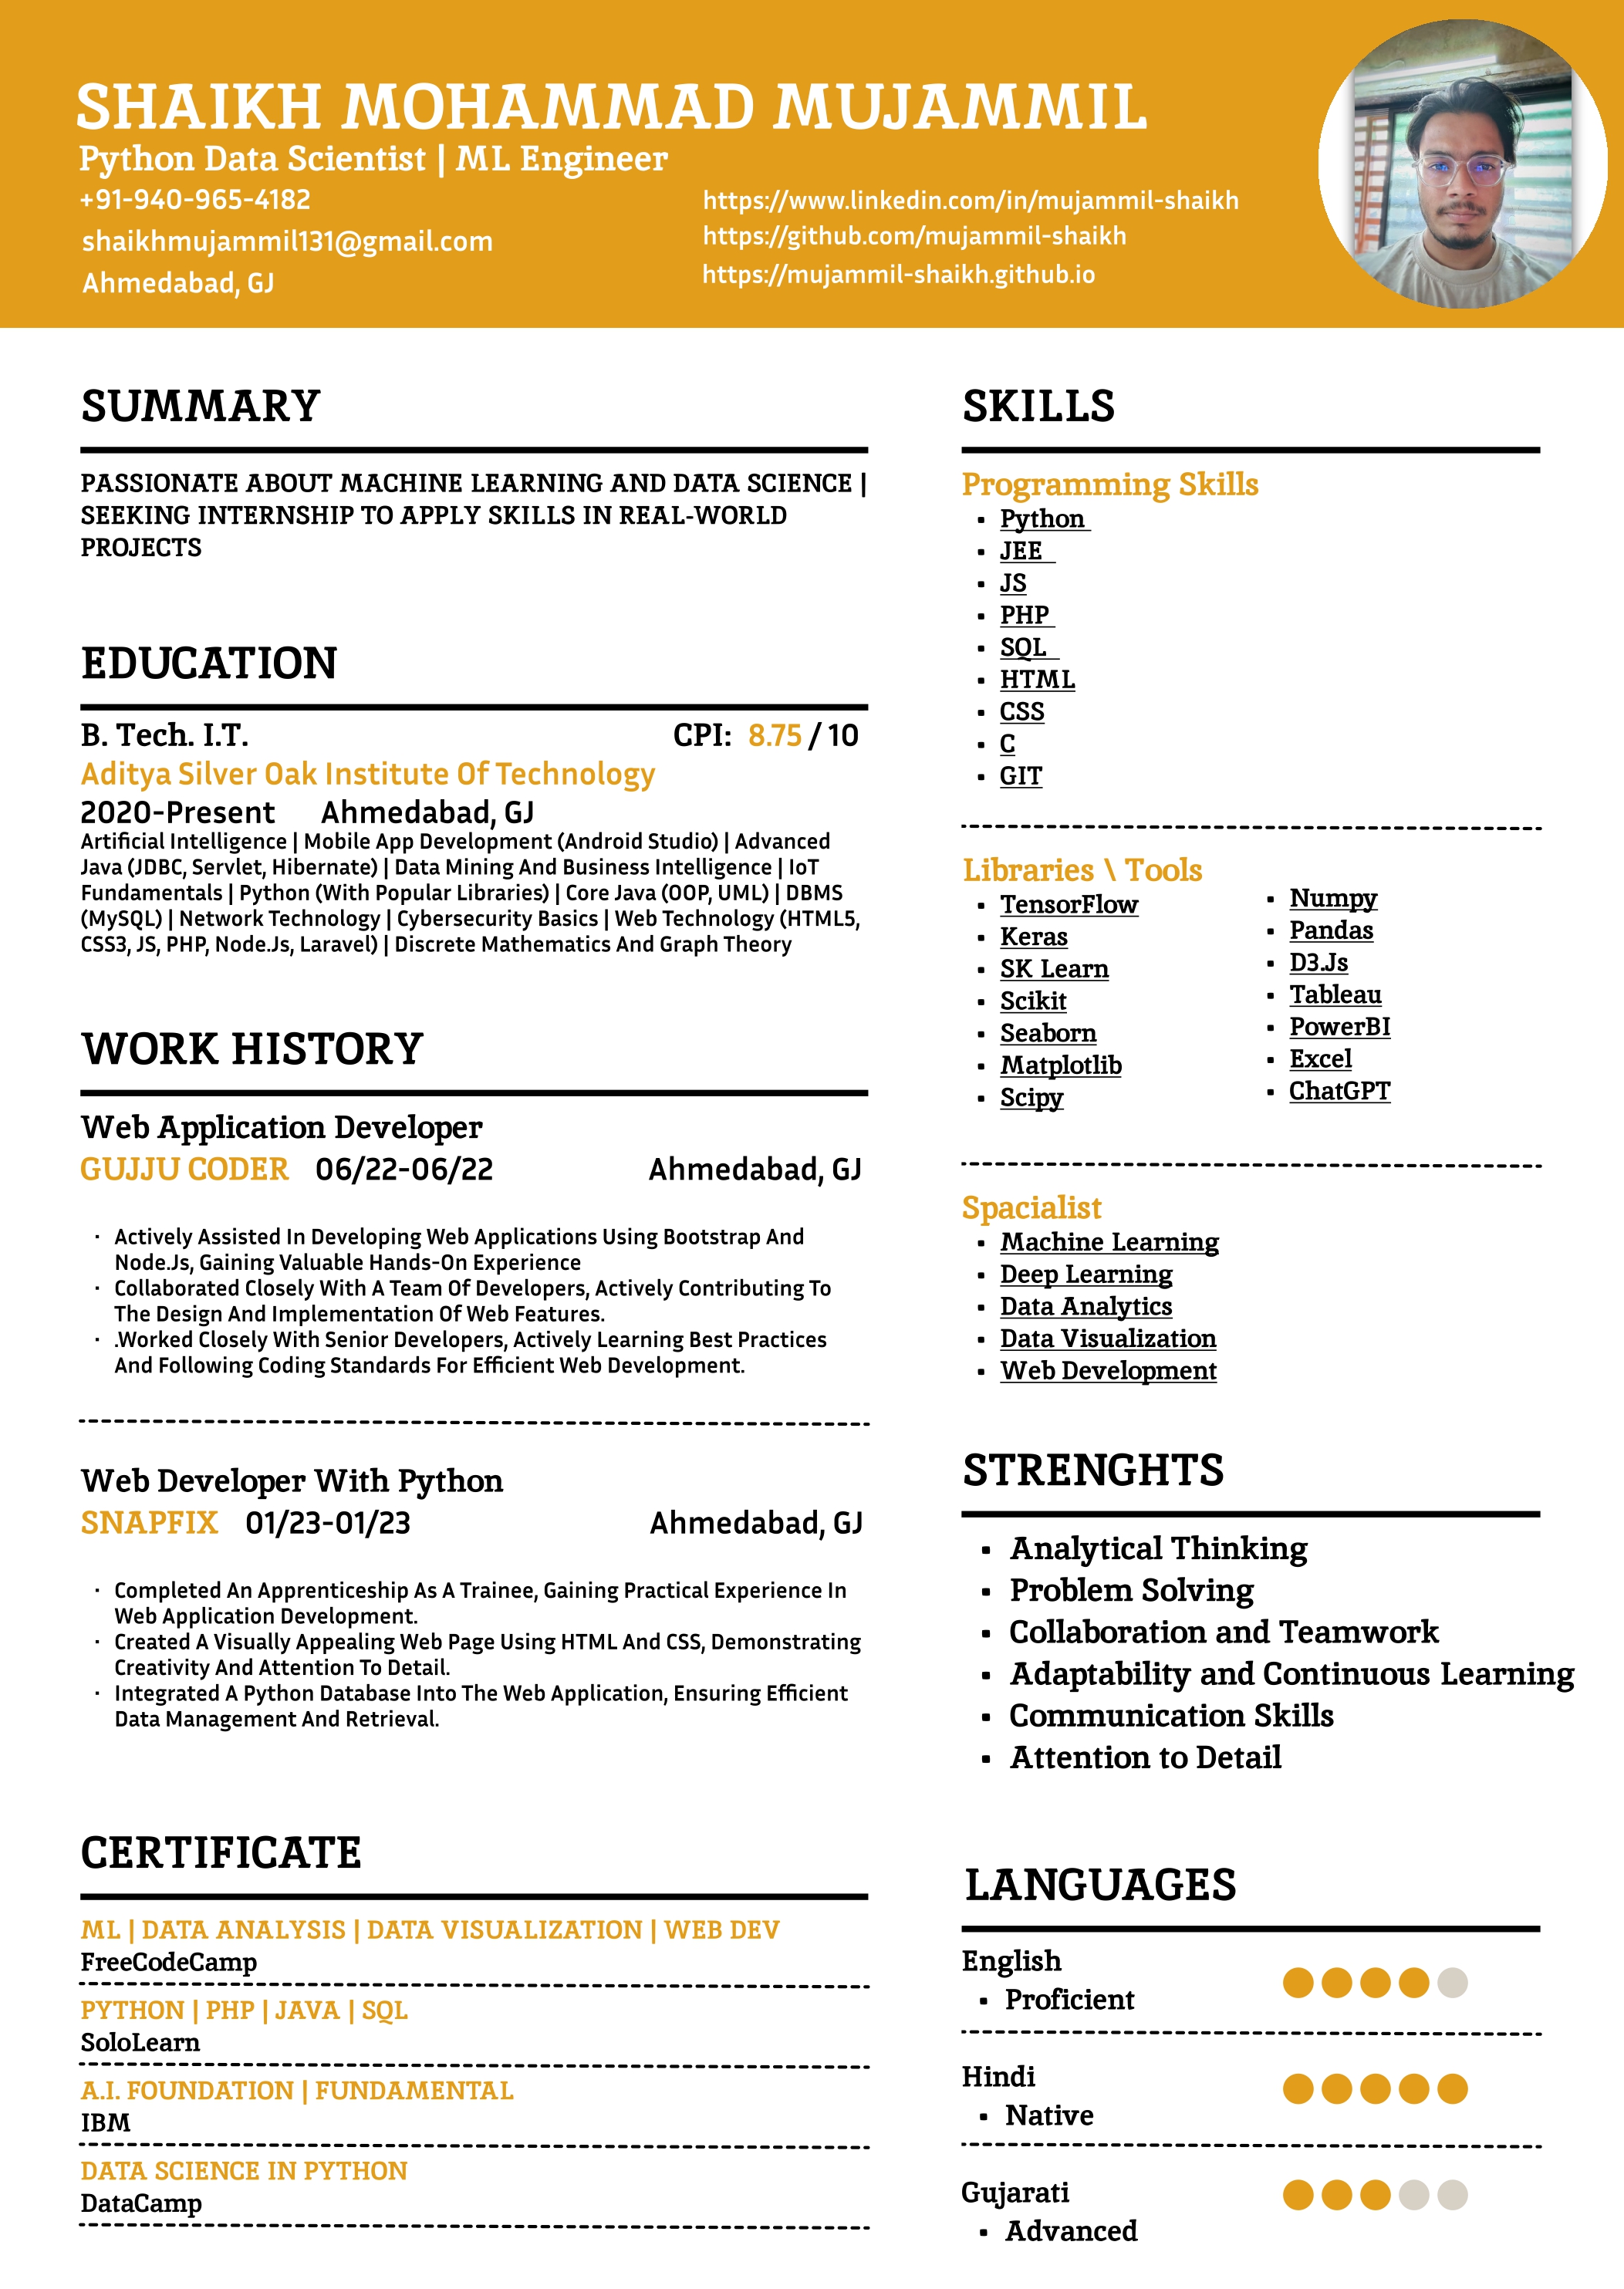 SHAIKH MOHAMMAD MUJAMMIL
Python Data Scientist | ML Engineer
+91-940-965-4182
shaikhmujammil131@gmail.com
Ahmedabad, GJ
https://www.linkedin.com/in/mujammil-shaikh
https://github.com/mujammil-shaikh
https://mujammil-shaikh.github.io
SUMMARY
PASSIONATE ABOUT MACHINE LEARNING AND DATA SCIENCE |
SEEKING INTERNSHIP TO APPLY SKILLS IN REAL-WORLD
PROJECTS
EDUCATION
B. Tech. I.T. CPI: 8.75 / 10
Aditya Silver Oak Institute Of Technology
2020-Present Ahmedabad, GJ
Artificial Intelligence | Mobile App Development (Android Studio) | Advanced
Java (JDBC, Servlet, Hibernate) | Data Mining And Business Intelligence | IoT
Fundamentals | Python (With Popular Libraries) | Core Java (OOP, UML) | DBMS
(MySQL) | Network Technology | Cybersecurity Basics | Web Technology (HTML5,
CSS3, JS, PHP, Node.Js, Laravel) | Discrete Mathematics And Graph Theory
WORK HISTORY
Web Application Developer
GUJJU CODER 06/22-06/22 Ahmedabad, GJ
· Actively Assisted In Developing Web Applications Using Bootstrap And
Node.Js, Gaining Valuable Hands-On Experience
· Collaborated Closely With A Team Of Developers, Actively Contributing To
The Design And Implementation Of Web Features.
· .Worked Closely With Senior Developers, Actively Learning Best Practices
And Following Coding Standards For Efficient Web Development.
Web Developer With Python
SNAPFIX 01/23-01/23 Ahmedabad, GJ
· Completed An Apprenticeship As A Trainee, Gaining Practical Experience In
Web Application Development.
· Created A Visually Appealing Web Page Using HTML And CSS, Demonstrating
Creativity And Attention To Detail.
· Integrated A Python Database Into The Web Application, Ensuring Efficient
Data Management And Retrieval.
CERTIFICATE
ML | DATA ANALYSIS | DATA VISUALIZATION | WEB DEV
FreeCodeCamp
PYTHON | PHP | JAVA | SQL
SoloLearn
A.I. FOUNDATION | FUNDAMENTAL
IBM
DATA SCIENCE IN PYTHON
DataCamp
SKILLS
Programming Skills
▪ Python
▪ JEE
▪ JS
▪ PHP
▪ SQL
▪ HTML
▪ CSS
▪ C
▪ GIT
Libraries \ Tools
▪ TensorFlow
▪ Keras
▪ SK Learn
▪ Scikit
▪ Seaborn
▪ Matplotlib
▪ Scipy
▪ Numpy
▪ Pandas
▪ D3.Js
▪ Tableau
▪ PowerBI
▪ Excel
▪ ChatGPT
Spacialist
▪ Machine Learning
▪ Deep Learning
▪ Data Analytics
▪ Data Visualization
▪ Web Development
STRENGHTS
▪ Analytical Thinking
▪ Problem Solving
▪ Collaboration and Teamwork
▪ Adaptability and Continuous Learning
▪ Communication Skills
▪ Attention to Detail
LANGUAGES
English
▪ Proficient
Hindi
▪ Native
Gujarati
▪ Advanced